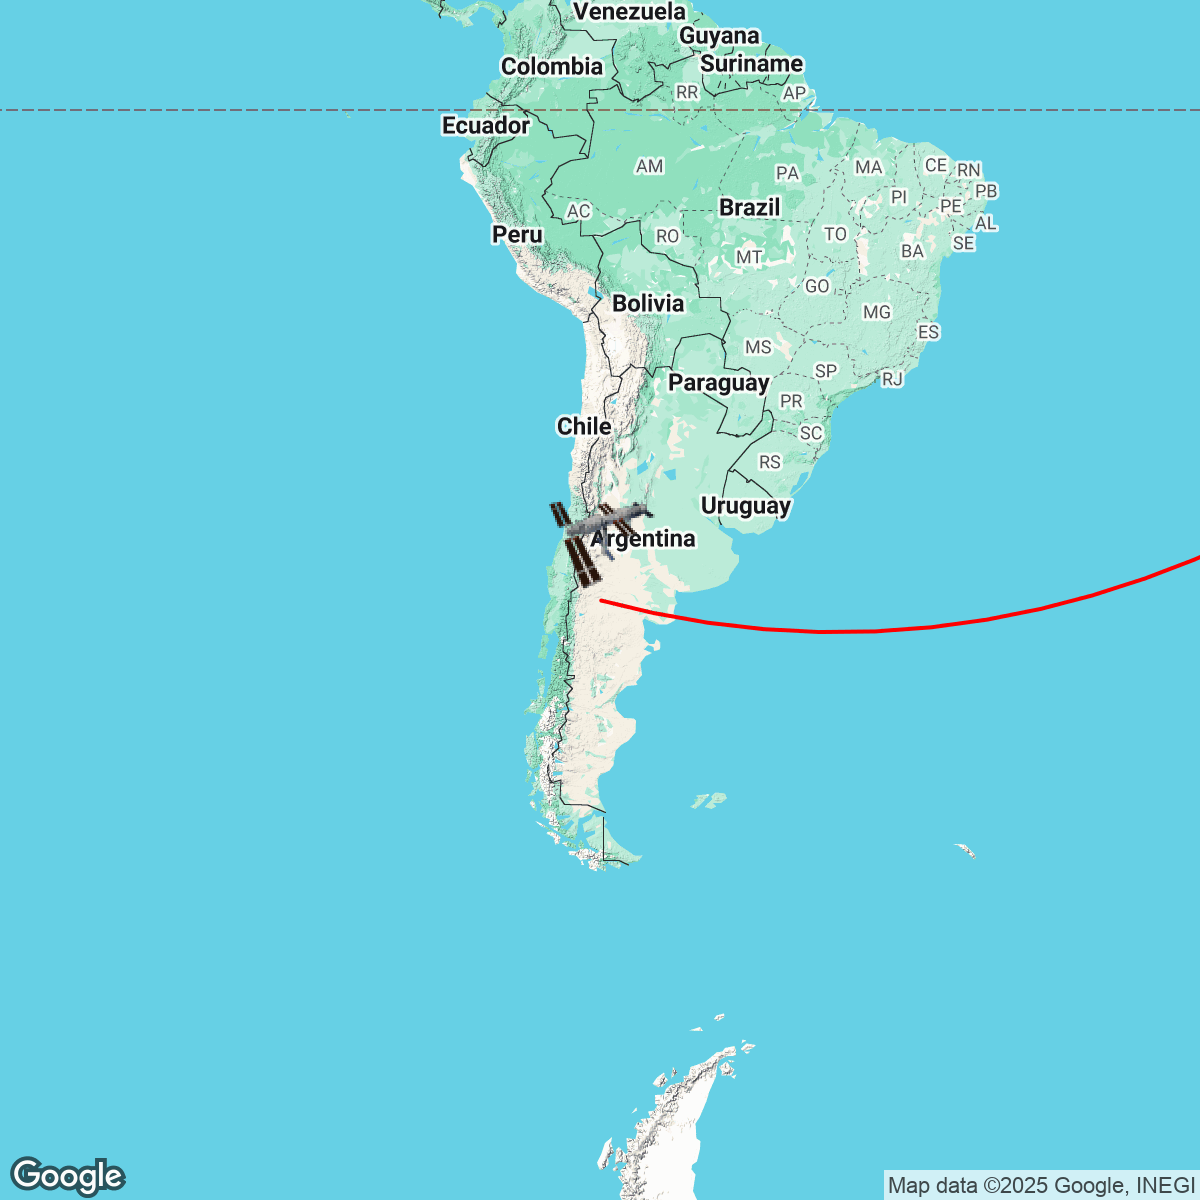 Venezuela
Guyana
Colombia
Suriname
RR
AP
Ecuador
AM
PA
MA
CE
RN
PI
PB
PE
AC
Brazil
AL
Peru
RO
TO
SE
MT
BA
GO
Bolivia
MG
ES
MS
SP
Paraguay
RJ
PR
Chile
SC
RS
Uruguay
Argentina
Google
Map data ©2025 Google, INEGI